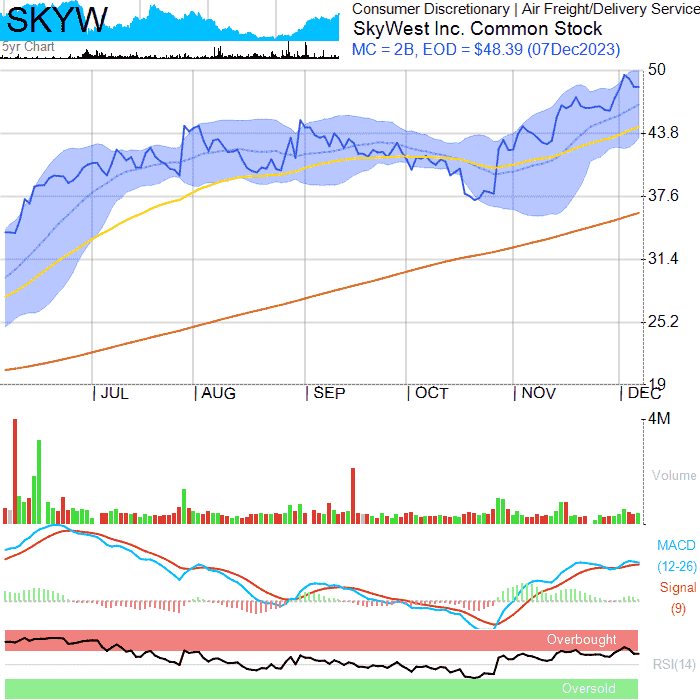 SKYW
5yr Chart
Consumer Discretionary | Air Freight/Delivery Service
SkyWest Inc. Common Stock
MC = 2B, EOD = $48.39 (07Dec2023)
50
43.8
37.6
31.4
25.2
19
| JUL | AUG | SEP | OCT | NOV | DEC
4M
Volume
MACD
(12-26)
Signal
(9)
Overbought
RSI(14)
Oversold